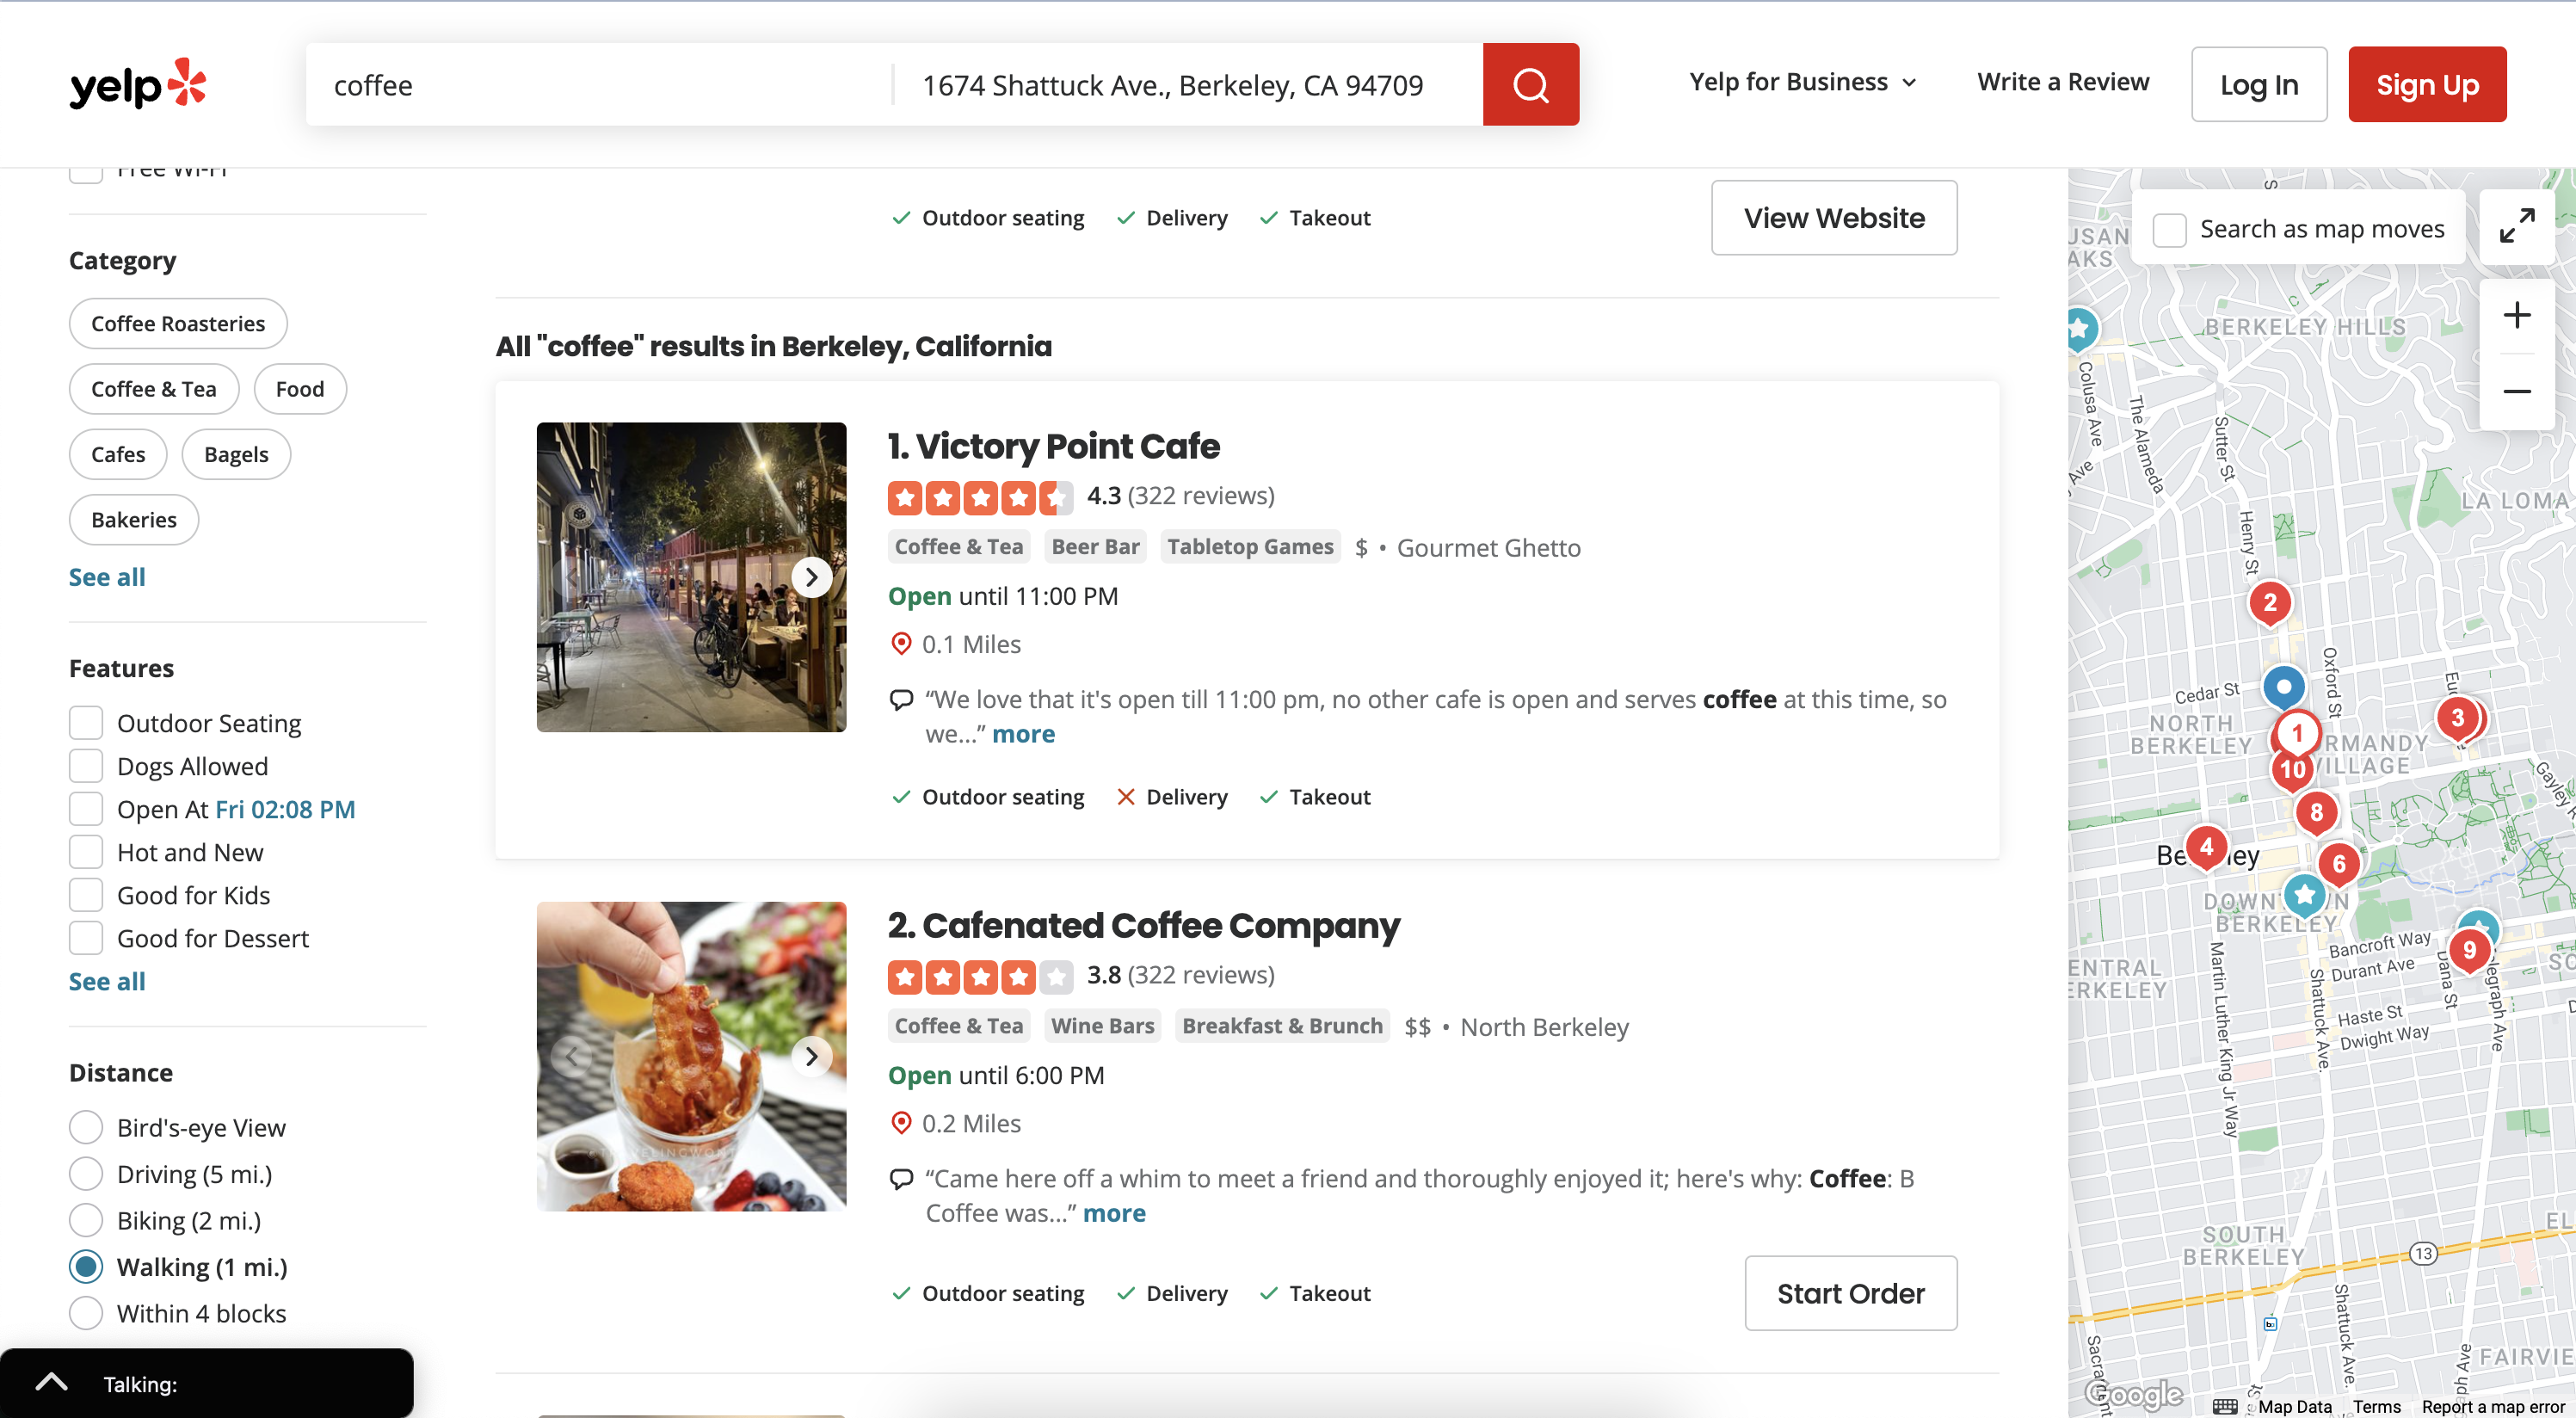 yelp
coffee
1674 Shattuck Ave., Berkeley, CA 94709
Yelp for Business
Write a Review
Log In
Sign Up
Free Wi-Fi
Category
Coffee Roasteries
Coffee & Tea
Food
Cafes
Bagels
Bakeries
See all
Features
Outdoor Seating
Dogs Allowed
Open At Fri 02:08 PM
Hot and New
Good for Kids
Good for Dessert
See all
Distance
Bird's-eye View
Driving (5 mi.)
Biking (2 mi.)
Walking (1 mi.)
Within 4 blocks
Talking:
Outdoor seating
Delivery
Takeout
View Website
All "coffee" results in Berkeley, California
1. Victory Point Cafe
4.3 (322 reviews)
Coffee & Tea
Beer Bar
Tabletop Games
$ • Gourmet Ghetto
Open until 11:00 PM
0.1 Miles
“We love that it's open till 11:00 pm, no other cafe is open and serves coffee at this time, so
we...” more
Outdoor seating
Delivery
Takeout
2. Cafenated Coffee Company
3.8 (322 reviews)
Coffee & Tea
Wine Bars
Breakfast & Brunch
$$ • North Berkeley
Open until 6:00 PM
0.2 Miles
“Came here off a whim to meet a friend and thoroughly enjoyed it; here's why: Coffee: B
Coffee was...” more
Outdoor seating
Delivery
Takeout
Start Order
Search as map moves
BERKELEY HILLS
Colusa Ave
The Alameda
Sutter St
LA LOMA
Henry St
2
Oxford St
Cedar St
NORTH
BERKELEY
1
3
RMANDY
VILLAGE
10
8
4
6
Gayley R
DOWNTOWN
BERKELEY
9
Bancroft Way
Durant Ave
Dana St
legraph Ave
ENTRAL
ERKELEY
Martin Luther King Jr Way
Shattuck Ave.
Haste St
Dwight Way
SOUTH
BERKELEY
13
Shattuck Ave.
FAIRVIE
Google
Map Data
Terms
Report a map error